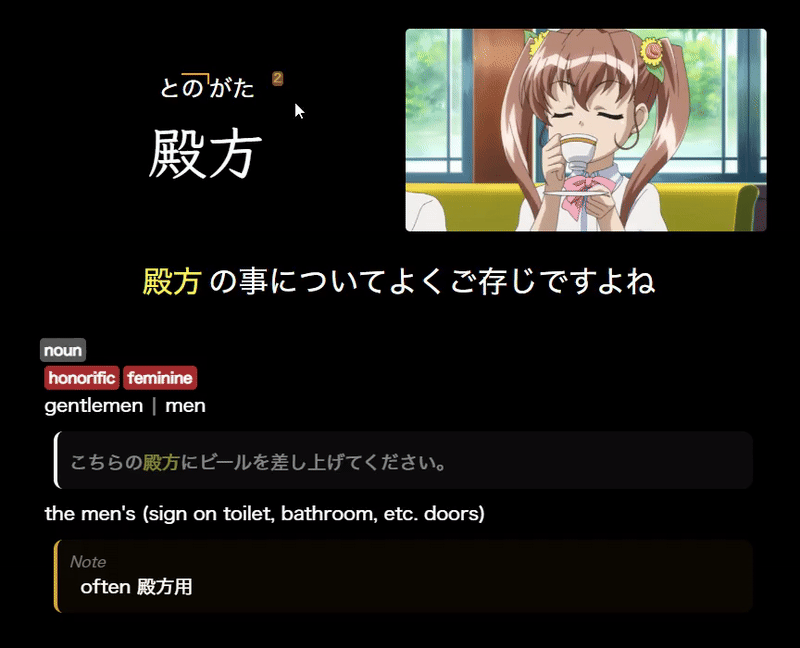 とのがた 2
殿方
殿方の事についてよくご存じですよね
noun
honorific feminine
gentlemen | men
こちらの殿方にビールを差し上げてください。
the men's (sign on toilet, bathroom, etc. doors)
Note
often 殿方用